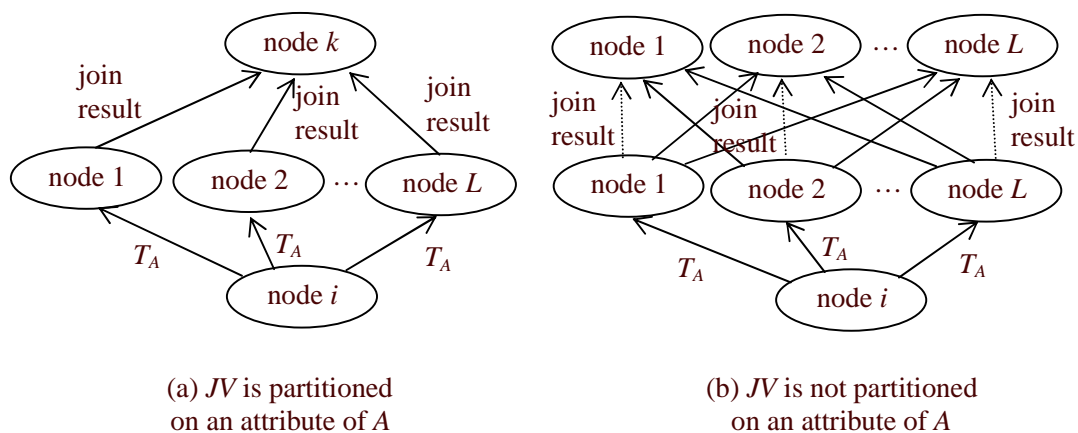 node k
join
result
join
result
join
result
node 1
node 2
...
node L
T_A
T_A
T_A
node i
(a) JV is partitioned
on an attribute of A
node 1
node 2
...
node L
join
result
join
result
join
result
node 1
node 2
...
node L
T_A
T_A
T_A
node i
(b) JV is not partitioned
on an attribute of A